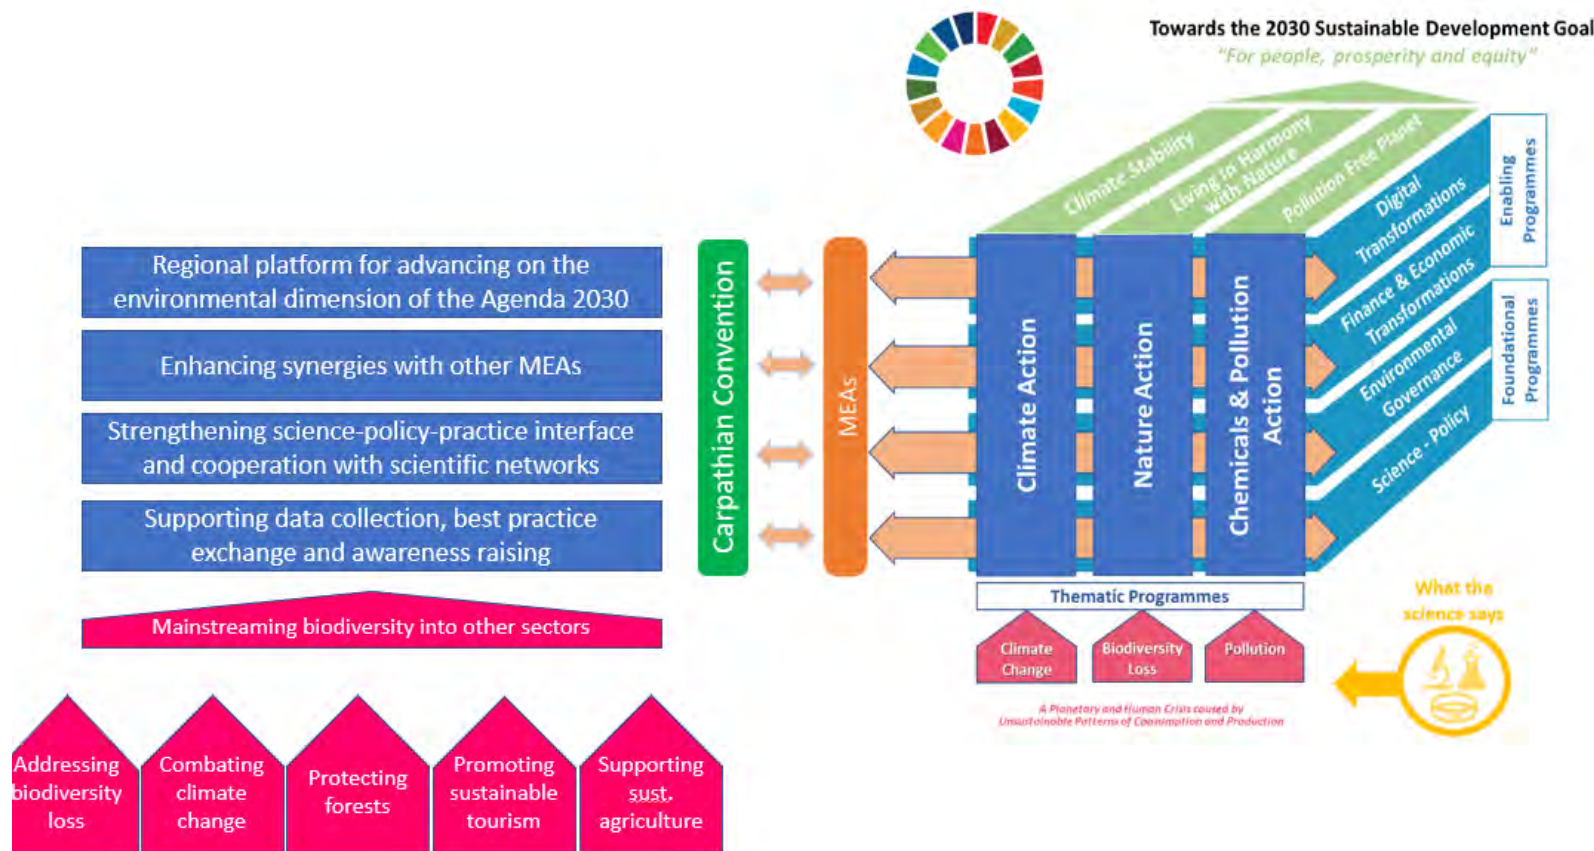 Towards the 2030 Sustainable Development Goal
"For people, prosperity and equity"
Climate Stability
Living in Harmony
with Nature
Pollution Free Planet
Digital
Transformations
Finance & Economic
Transformations
Environmental
Governance
Science - Policy
Enabling
Programmes
Foundational
Programmes
Regional platform for advancing on the
environmental dimension of the Agenda 2030
Enhancing synergies with other MEAs
Strengthening science-policy-practice interface
and cooperation with scientific networks
Supporting data collection, best practice
exchange and awareness raising
Mainstreaming biodiversity into other sectors
Addressing
biodiversity
loss
Combating
climate
change
Protecting
forests
Promoting
sustainable
tourism
Supporting
sust.
agriculture
Carpathian Convention
MEAs
Climate Action
Nature Action
Chemicals & Pollution
Action
Thematic Programmes
Climate
Change
Biodiversity
Loss
Pollution
A Planetary and Human Crisis caused by
Unsustainable Patterns of Consumption and Production
What the
science says